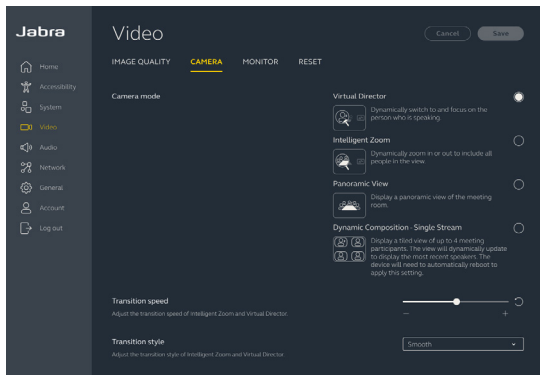 Jabra
Video
Cancel
Save
IMAGE QUALITY
CAMERA
MONITOR
RESET
Home
Accessibility
System
Video
Audio
Network
General
Account
Log out
Camera mode
Virtual Director
Dynamically switch to and focus on the
person who is speaking.
Intelligent Zoom
Dynamically zoom in or out to include all
people in the view.
Panoramic View
Display a panoramic view of the meeting
room.
Dynamic Composition - Single Stream
Display a tiled view of up to 4 meeting
participants. The view will dynamically update
to display the most recent speakers. The
device will need to automatically reboot to
apply this setting.
Transition speed
Adjust the transition speed of Intelligent Zoom and Virtual Director.
− +
Transition style
Adjust the transition style of Intelligent Zoom and Virtual Director
Smooth